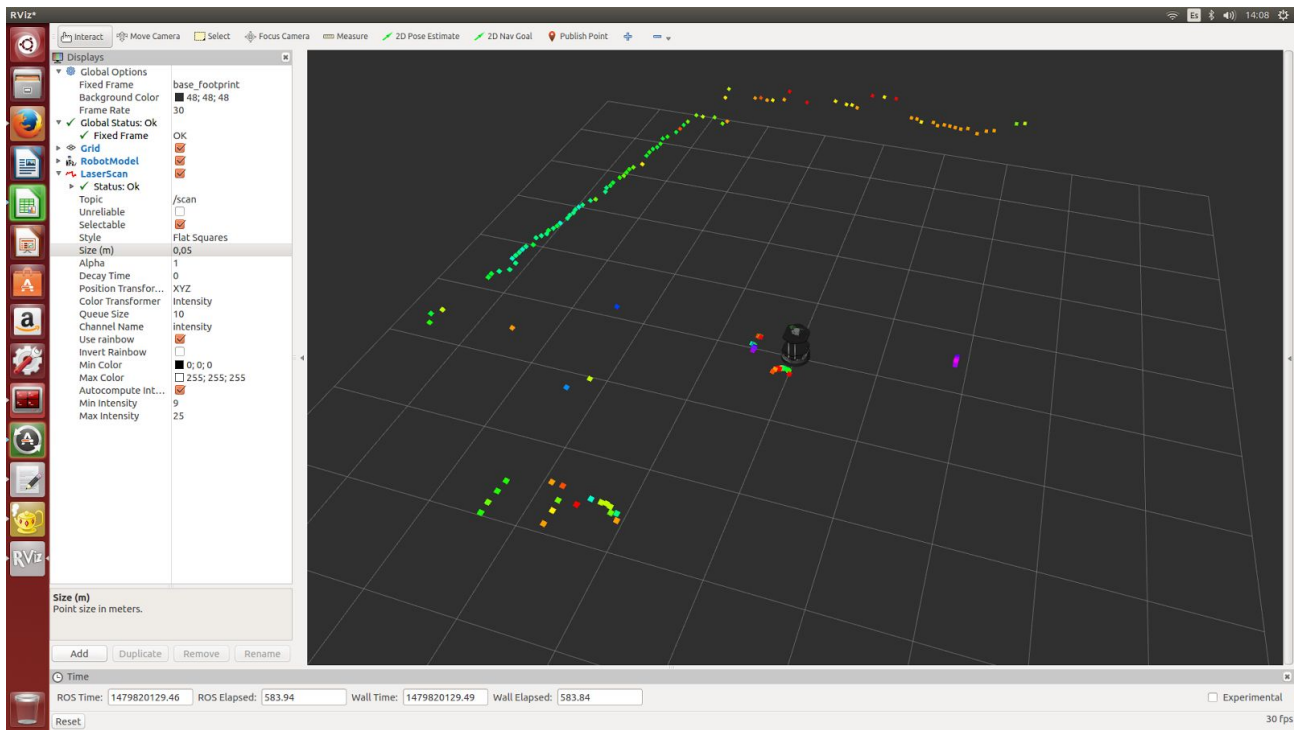 RViz*
Es 14:08
Interact Move Camera Select Focus Camera Measure 2D Pose Estimate 2D Nav Goal Publish Point
Displays
Global Options
Fixed Frame base_footprint
Background Color 48; 48; 48
Frame Rate 30
Global Status: Ok
Fixed Frame OK
Grid
RobotModel
LaserScan
Status: Ok
Topic /scan
Unreliable
Selectable
Style Flat Squares
Size (m) 0,05
Alpha 1
Decay Time 0
Position Transfor... XYZ
Color Transformer Intensity
Queue Size 10
Channel Name intensity
Use rainbow
Invert Rainbow
Min Color 0; 0; 0
Max Color 255; 255; 255
Autocompute Int...
Min Intensity 9
Max Intensity 25
RViz
Size (m)
Point size in meters.
Add Duplicate Remove Rename
Time
ROS Time: 1479820129.46 ROS Elapsed: 583.94 Wall Time: 1479820129.49 Wall Elapsed: 583.84 Experimental
Reset 30 fps